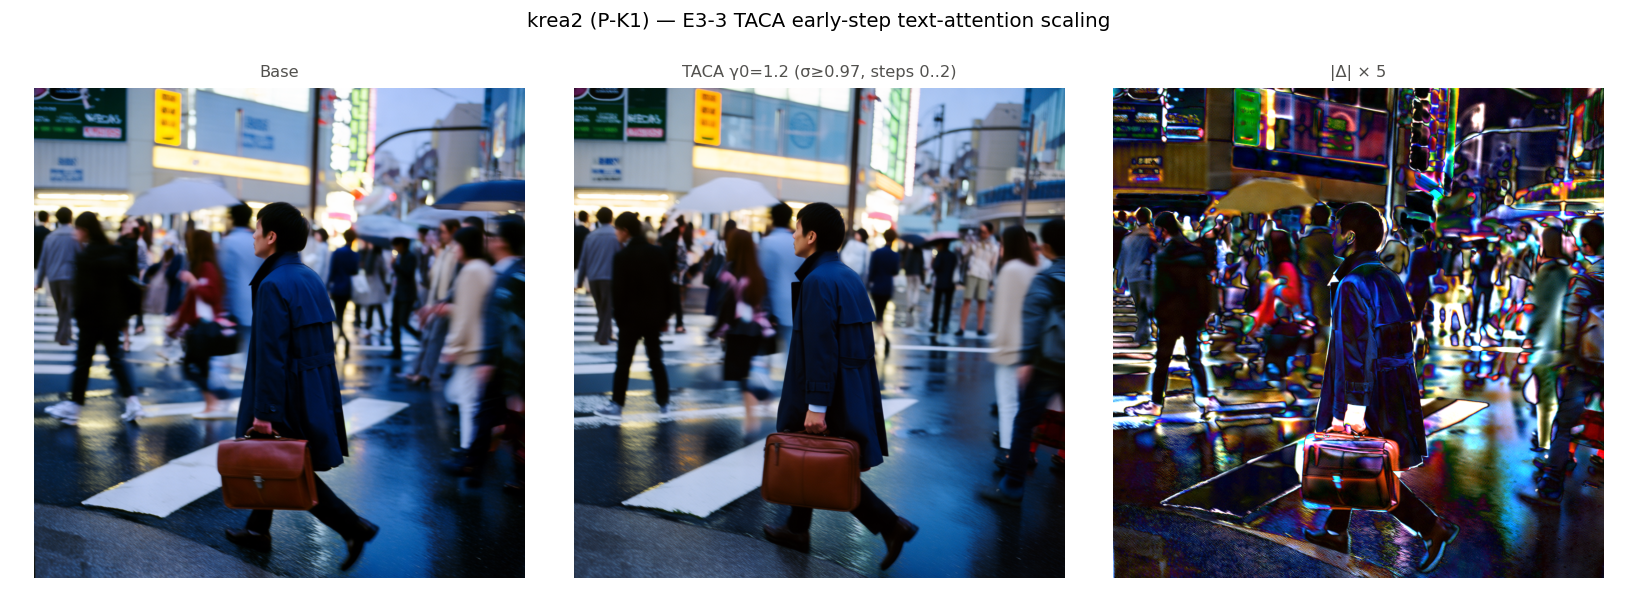 krea2 (P-K1) — E3-3 TACA early-step text-attention scaling
Base
TACA γ0=1.2 (σ≥0.97, steps 0..2)
|Δ| × 5